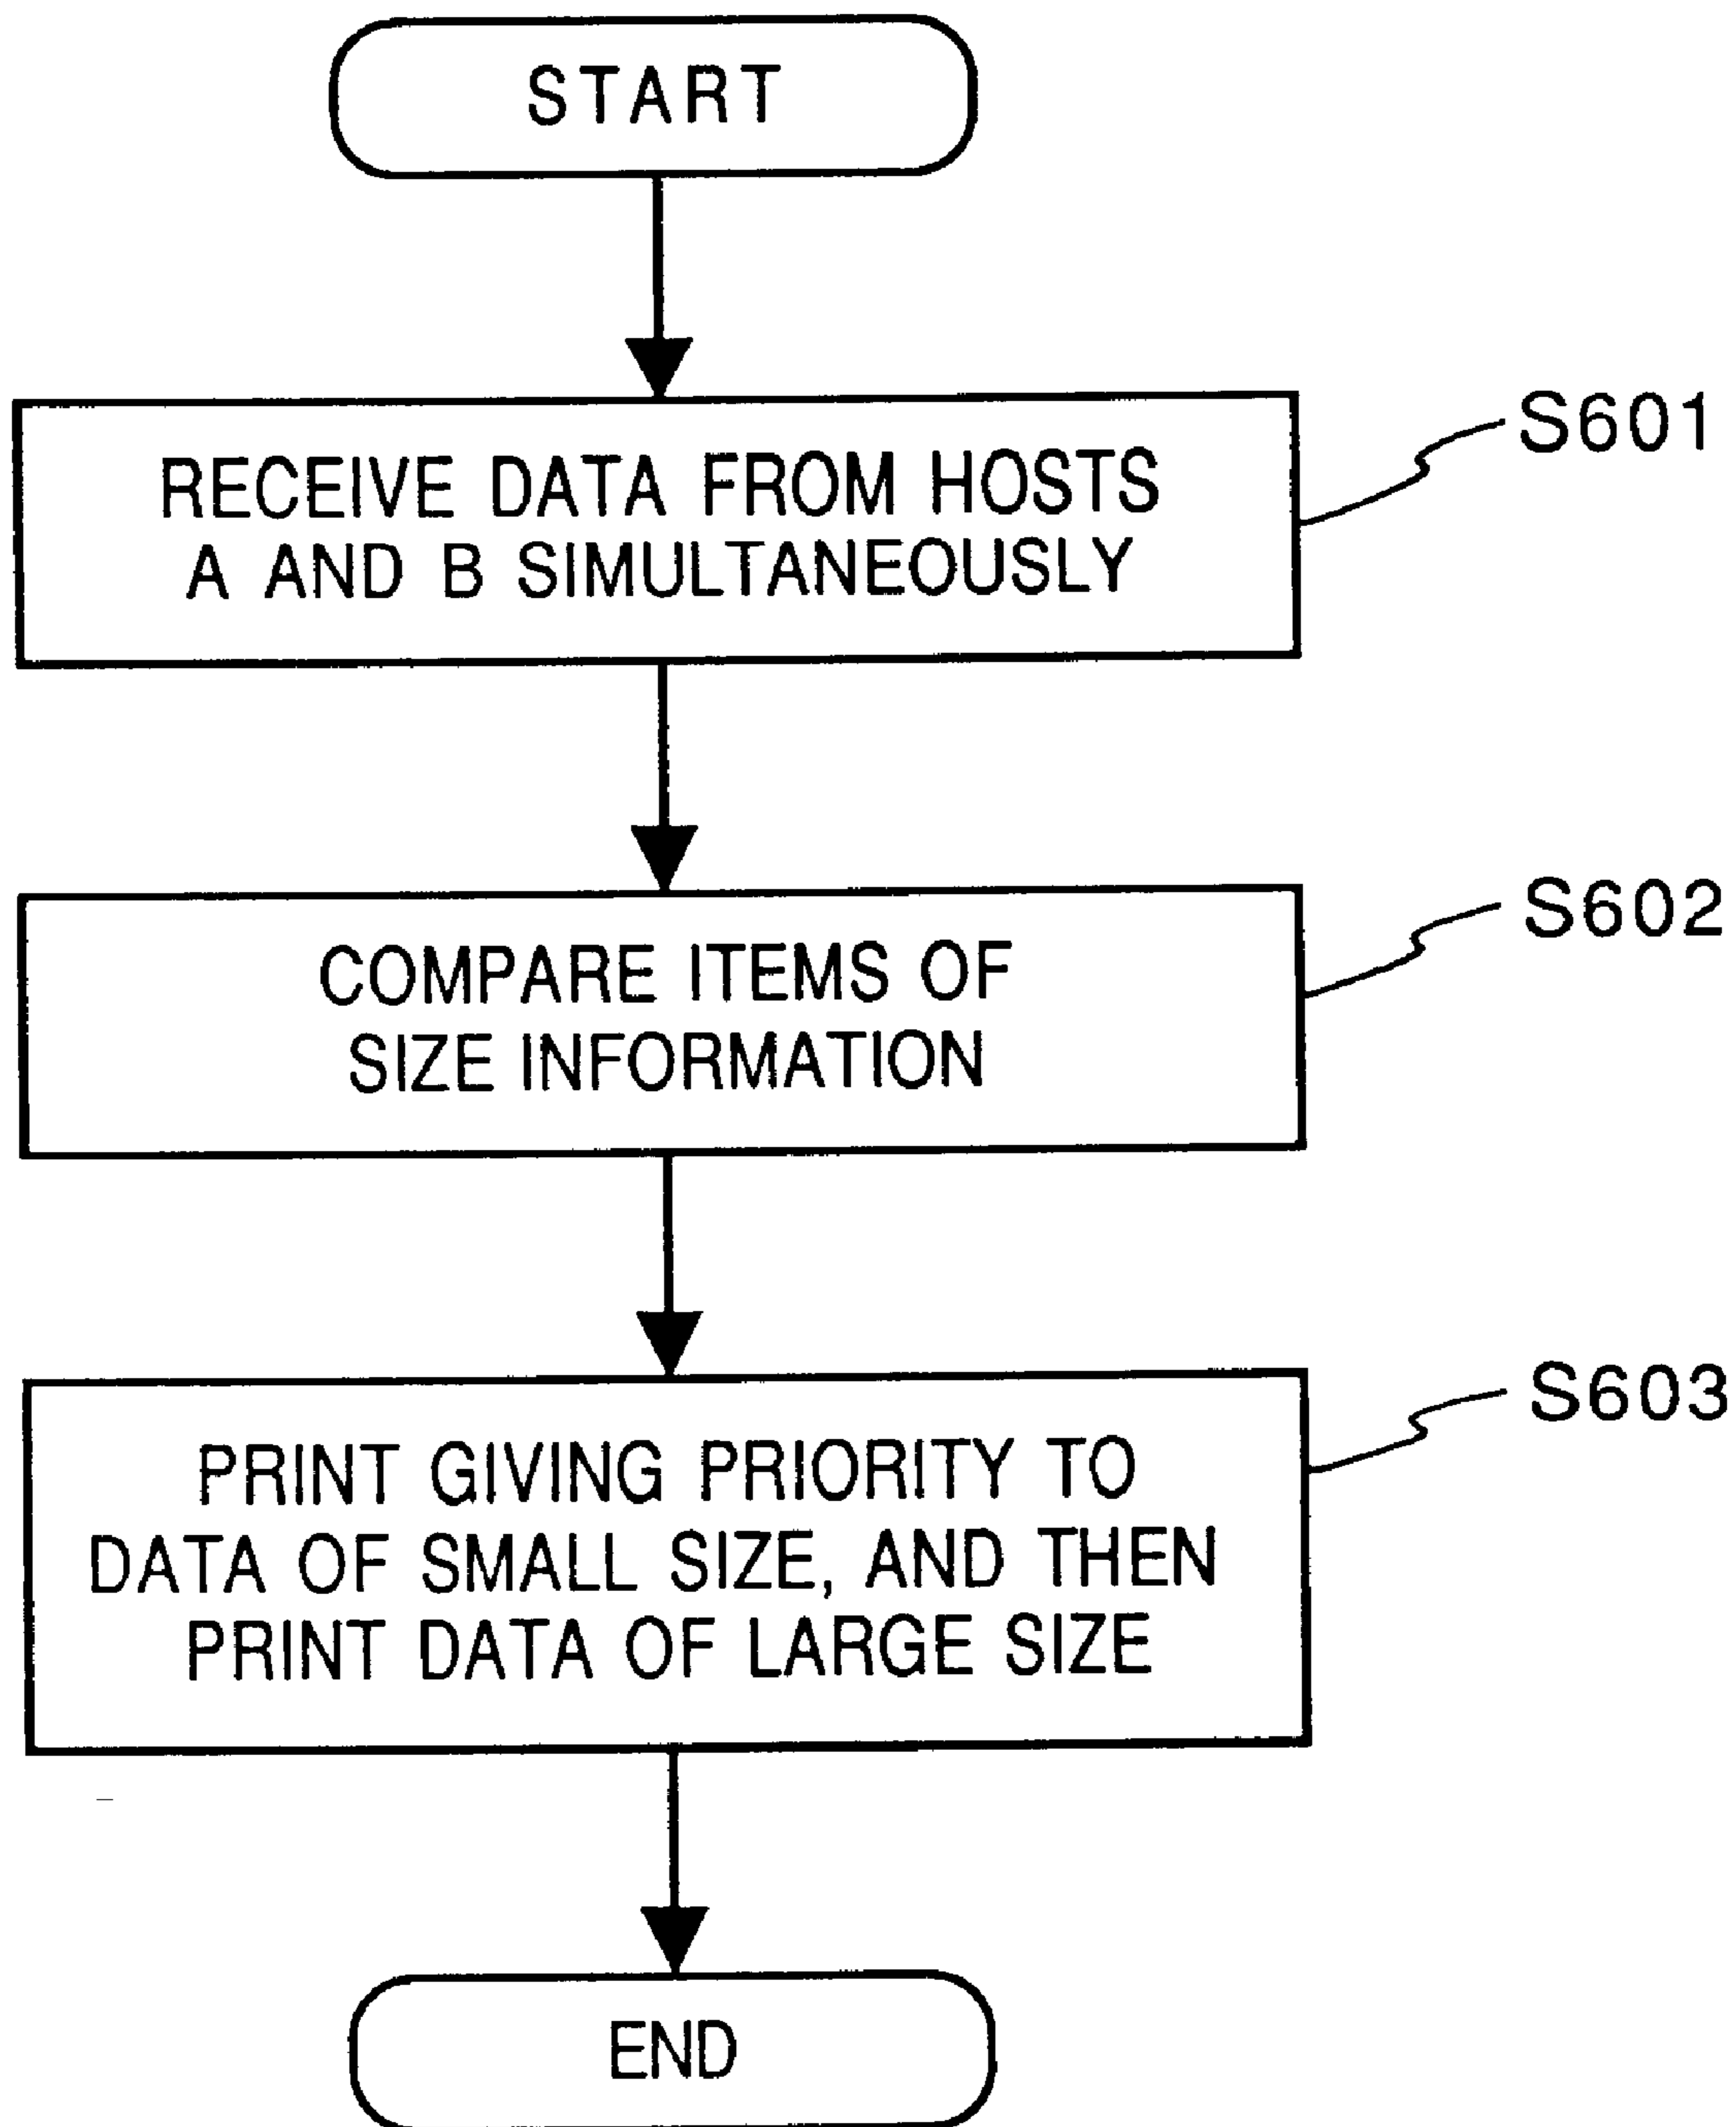 START
RECEIVE DATA FROM HOSTS
A AND B SIMULTANEOUSLY
S601
COMPARE ITEMS OF
SIZE INFORMATION
S602
PRINT GIVING PRIORITY TO
DATA OF SMALL SIZE, AND THEN
PRINT DATA OF LARGE SIZE
S603
END